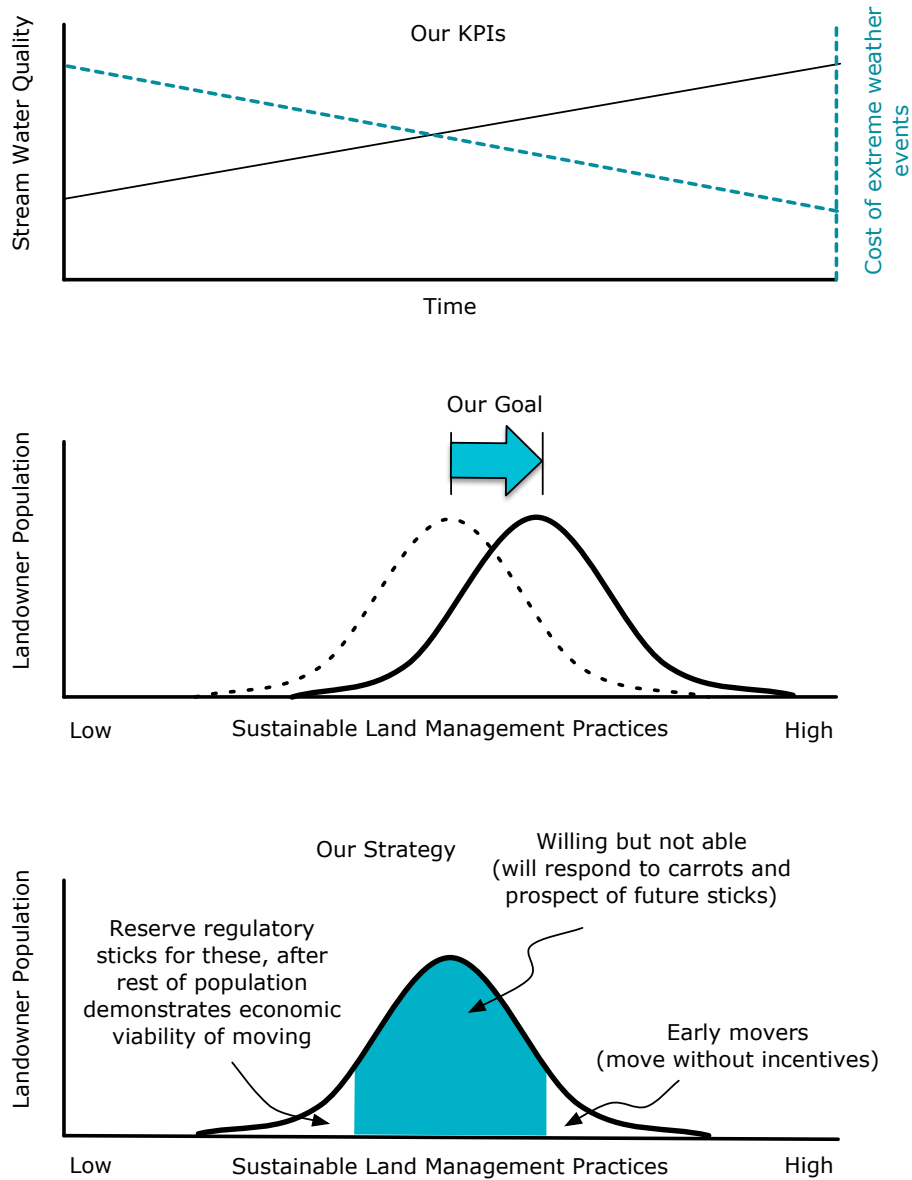 Our KPIs
Stream Water Quality
Cost of extreme weather
events
Time
Our Goal
Landowner Population
Low
Sustainable Land Management Practices
High
Our Strategy
Willing but not able
(will respond to carrots and
prospect of future sticks)
Landowner Population
Reserve regulatory
sticks for these, after
rest of population
demonstrates economic
viability of moving
Early movers
(move without incentives)
Low
Sustainable Land Management Practices
High